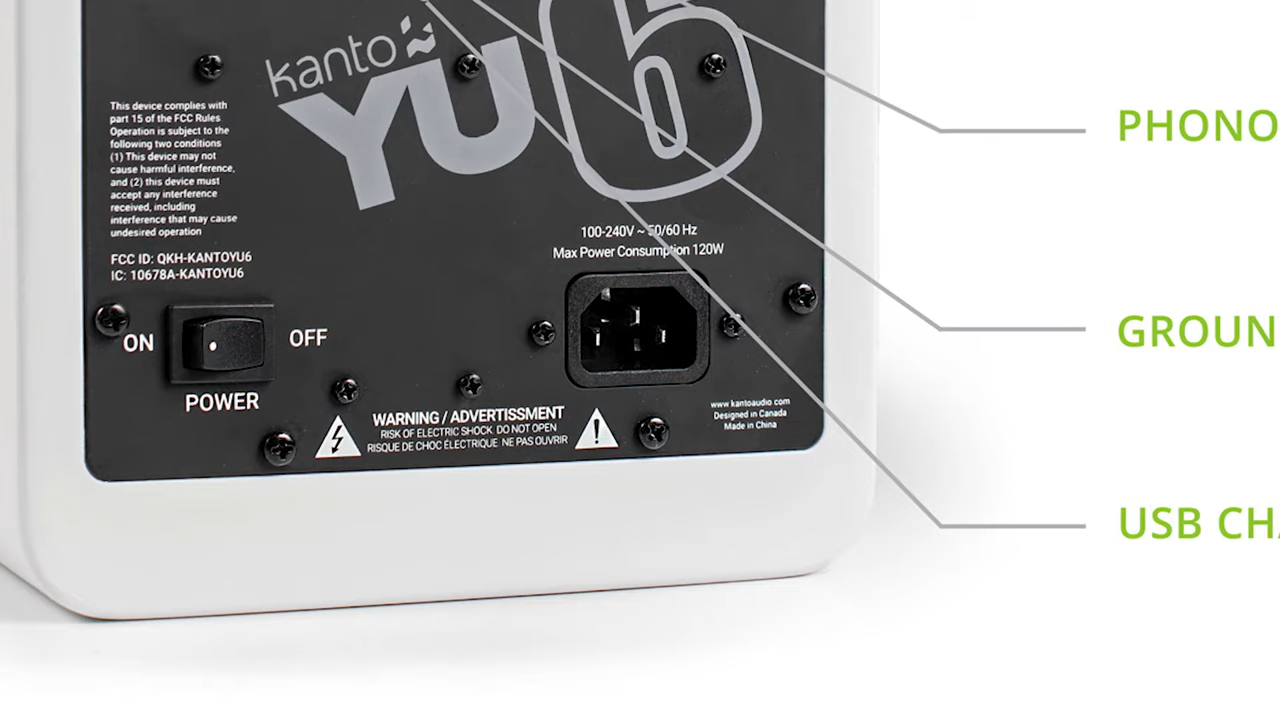 kanto
YU6
This device complies with
part 15 of the FCC Rules
Operation is subject to the
following two conditions
(1) This device may not
cause harmful interference,
and (2) this device must
accept any interference
received, including
interference that may cause
undesired operation
FCC ID: QKH-KANTOYU6
IC: 10678A-KANTOYU6
100-240V ~ 50/60 Hz
Max Power Consumption 120W
ON
OFF
POWER
WARNING / ADVERTISSMENT
RISK OF ELECTRIC SHOCK DO NOT OPEN
RISQUE DE CHOC ÉLECTRIQUE NE PAS OUVRIR
www.kantoaudio.com
Designed in Canada
Made in China
PHONO
GROUN
USB CHA